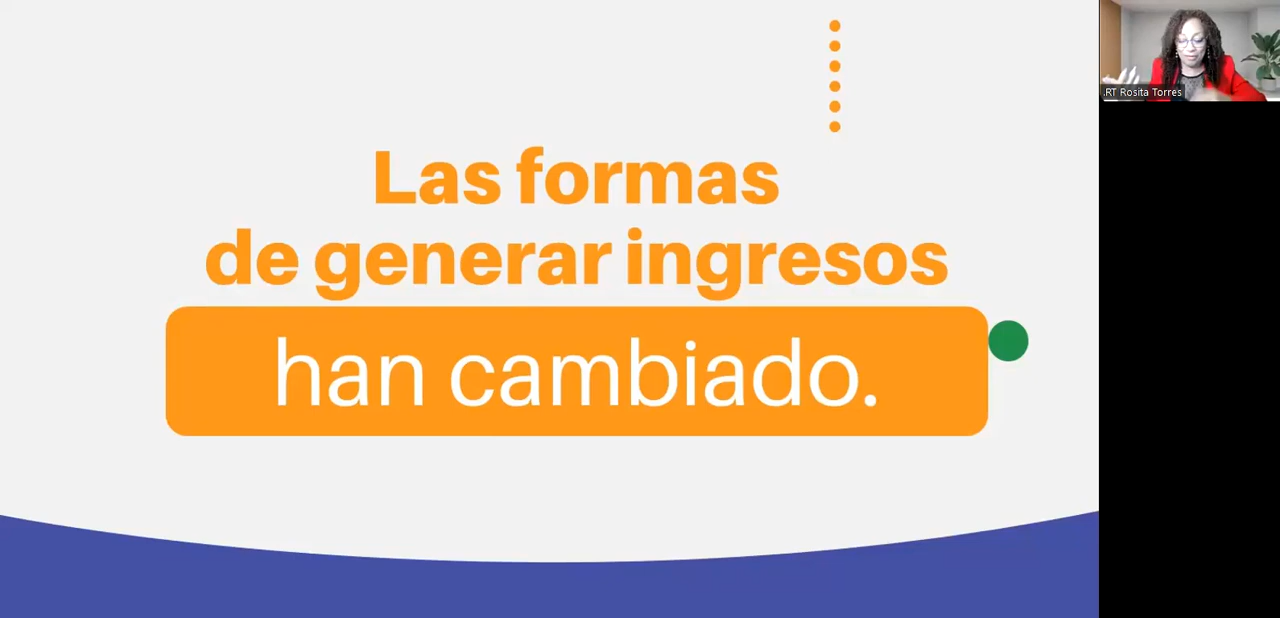 Las formas
de generar ingresos
han cambiado.
.RT Rosita Torres